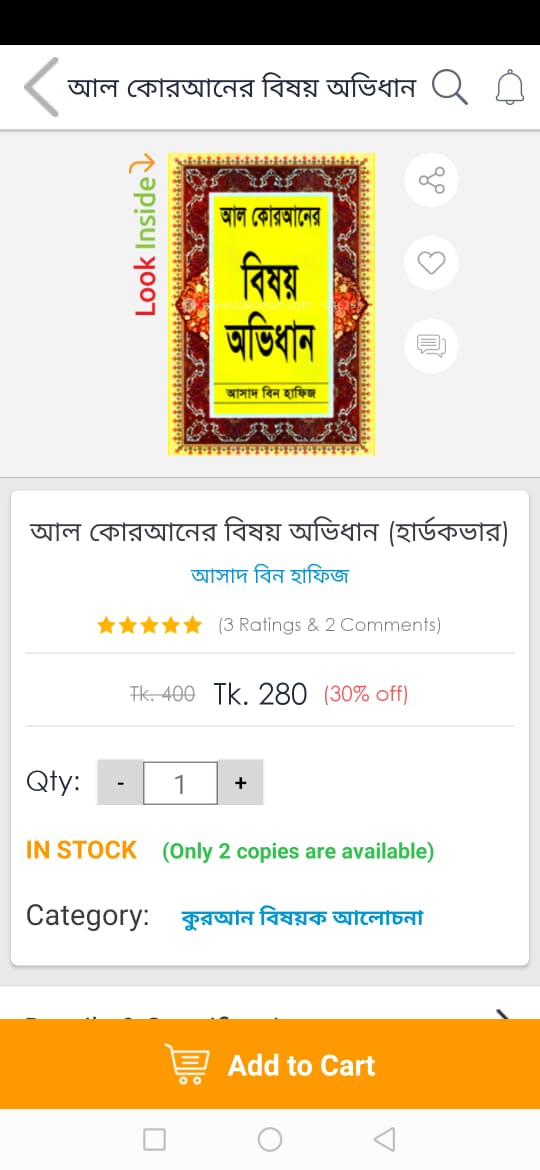 আল কোরআনের বিষয় অভিধান
Look Inside
আল কোরআনের
বিষয়
অভিধান
আসাদ বিন হাফিজ
আল কোরআনের বিষয় অভিধান (হার্ডকভার)
আসাদ বিন হাফিজ
(3 Ratings & 2 Comments)
Tk. 400 Tk. 280 (30% off)
Qty: - 1 +
IN STOCK (Only 2 copies are available)
Category: কুরআন বিষয়ক আলোচনা
Add to Cart